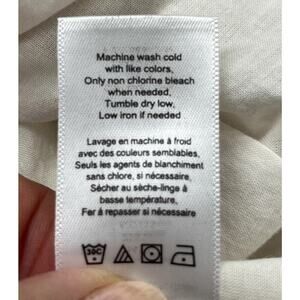 Machine wash cold
with like colors,
Only non chlorine bleach
when needed,
Tumble dry low,
Low iron if needed
Lavage en machine à froid
avec des couleurs semblables,
Seuls les agents de blanchiment
sans chlore, si nécessaire,
Sécher au sèche-linge à
basse température,
Fer à repasser si nécessaire
30C